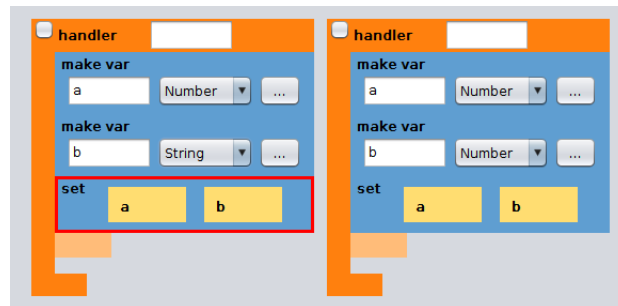 handler
make var
a Number ...
make var
b String ...
set
a b
handler
make var
a Number ...
make var
b Number ...
set
a b